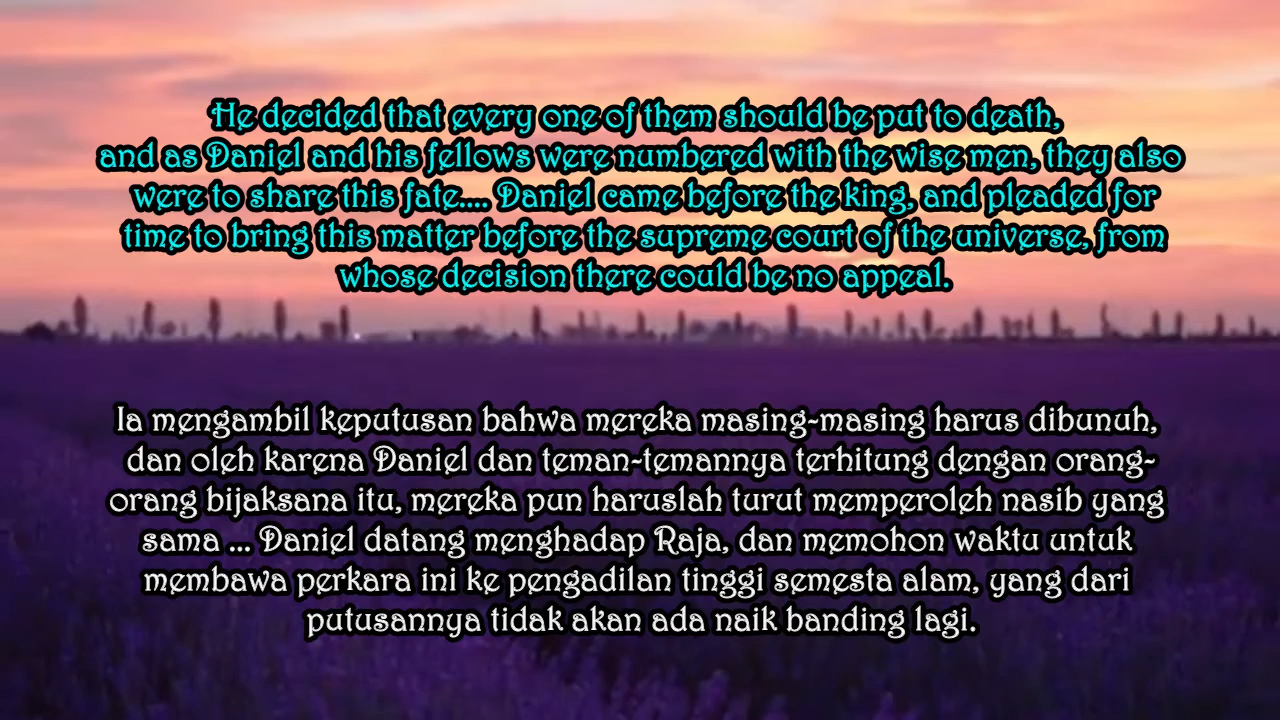 He decided that every one of them should be put to death,
and as Daniel and his fellows were numbered with the wise men, they also
were to share this fate.... Daniel came before the king, and pleaded for
time to bring this matter before the supreme court of the universe, from
whose decision there could be no appeal.
Ia mengambil keputusan bahwa mereka masing-masing harus dibunuh,
dan oleh karena Daniel dan teman-temannya terhitung dengan orang-
orang bijaksana itu, mereka pun haruslah turut memperoleh nasib yang
sama ... Daniel datang menghadap Raja, dan memohon waktu untuk
membawa perkara ini ke pengadilan tinggi semesta alam, yang dari
putusannya tidak akan ada naik banding lagi.